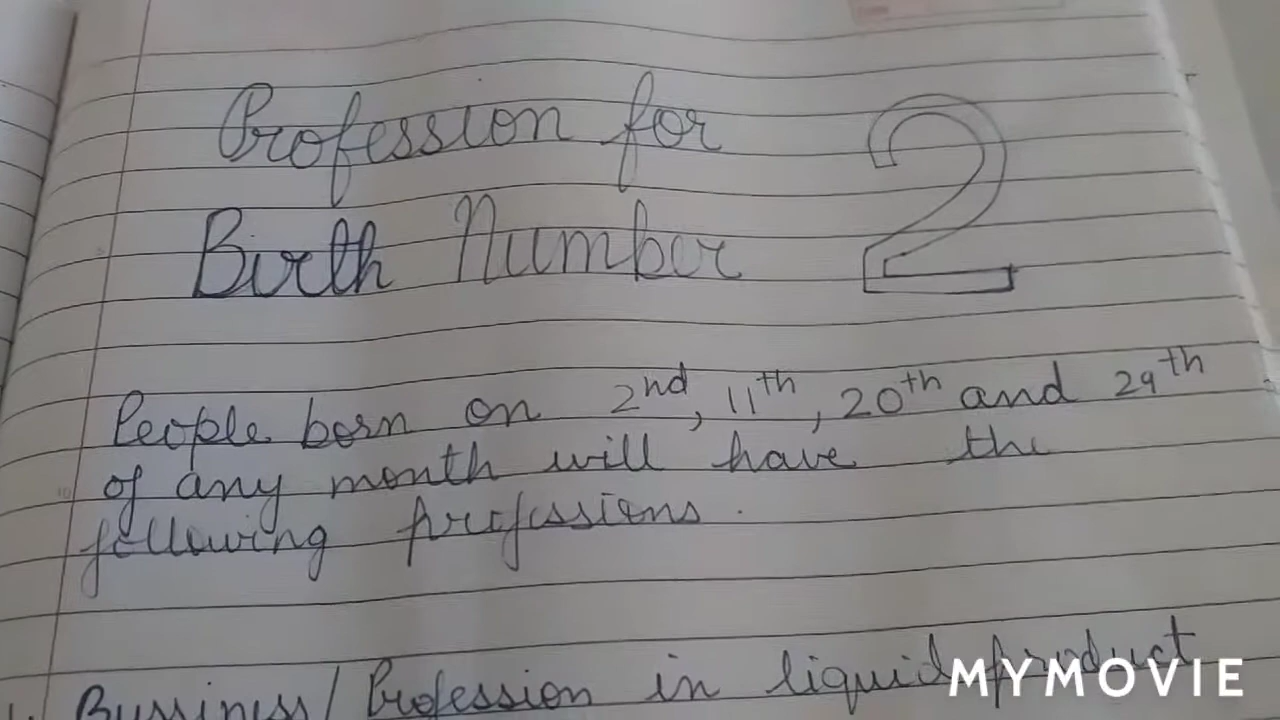 Profession for
Birth Number 2
People born on 2nd, 11th, 20th and 29th
of any month will have the
following professions.
1. Bussiness/Profession in liquid product
MYMOVIE